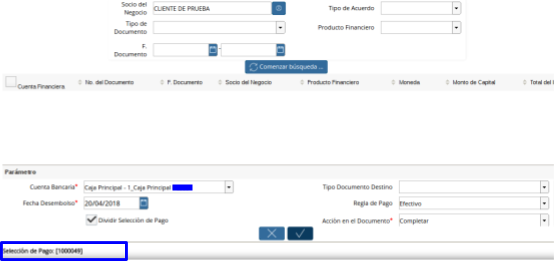 Socio del Negocio CLIENTE DE PRUEBA Tipo de Acuerdo
Tipo de Documento Producto Financiero
F. Documento -
Comenzar búsqueda ...
Cuenta Financiera No. del Documento F. Documento Socio del Negocio Producto Financiero Moneda Monto de Capital Total del
Parámetro
Cuenta Bancaria* Caja Principal - 1_Caja Principal Tipo Documento Destino
Fecha Desembolso* 20/04/2018 Regla de Pago Efectivo
Dividir Selección de Pago Acción en el Documento* Completar
Selección de Pago: [1000049]